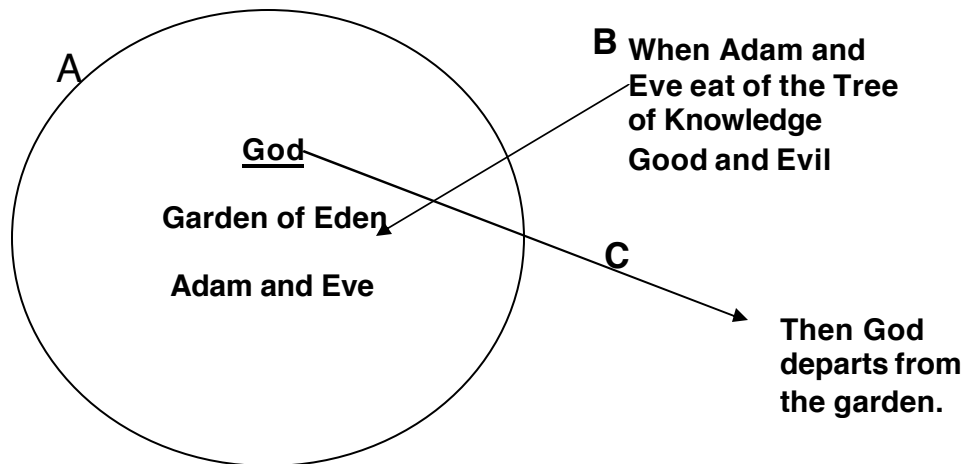 A
God
Garden of Eden
Adam and Eve
B
When Adam and
Eve eat of the Tree
of Knowledge
Good and Evil
C
Then God
departs from
the garden.